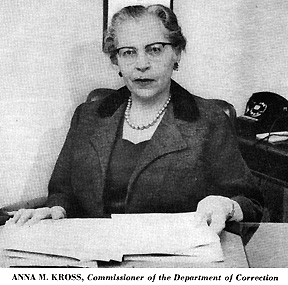 ANNA M. KROSS, Commissioner of the Department of Correction